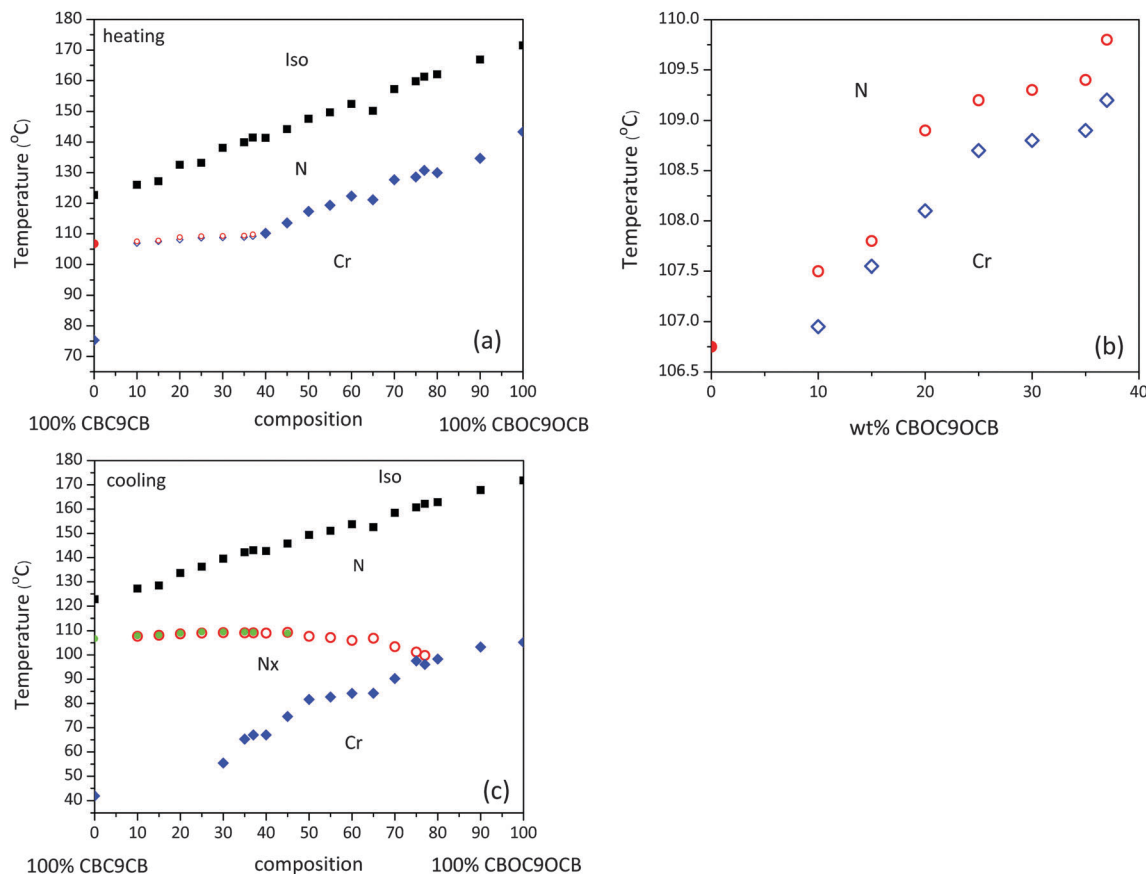 heating
Iso
N
Cr
(a)
Temperature (°C)
180
170
160
150
140
130
120
110
100
90
80
70
0 10 20 30 40 50 60 70 80 90 100
100% CBC9CB composition 100% CBOC9OCB
N
Cr
(b)
Temperature (°C)
110.0
109.5
109.0
108.5
108.0
107.5
107.0
106.5
0 10 20 30 40
wt% CBOC9OCB
cooling
Iso
N
Nx
Cr
(c)
Temperature (°C)
180
170
160
150
140
130
120
110
100
90
80
70
60
50
40
0 10 20 30 40 50 60 70 80 90 100
100% CBC9CB composition 100% CBOC9OCB